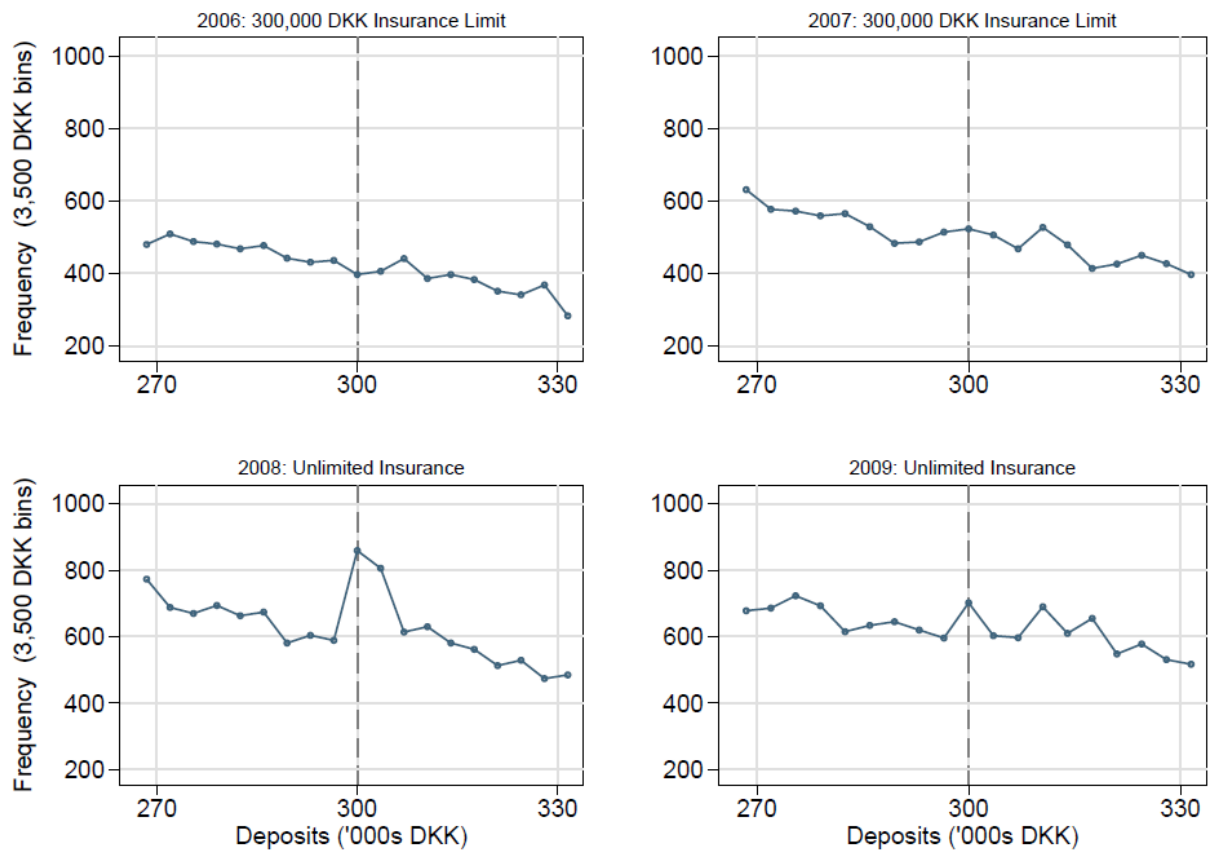 2006: 300,000 DKK Insurance Limit
Frequency (3,500 DKK bins)
1000
800
600
400
200
270 300 330
2007: 300,000 DKK Insurance Limit
1000
800
600
400
200
270 300 330
2008: Unlimited Insurance
Frequency (3,500 DKK bins)
1000
800
600
400
200
270 300 330
Deposits ('000s DKK)
2009: Unlimited Insurance
1000
800
600
400
200
270 300 330
Deposits ('000s DKK)